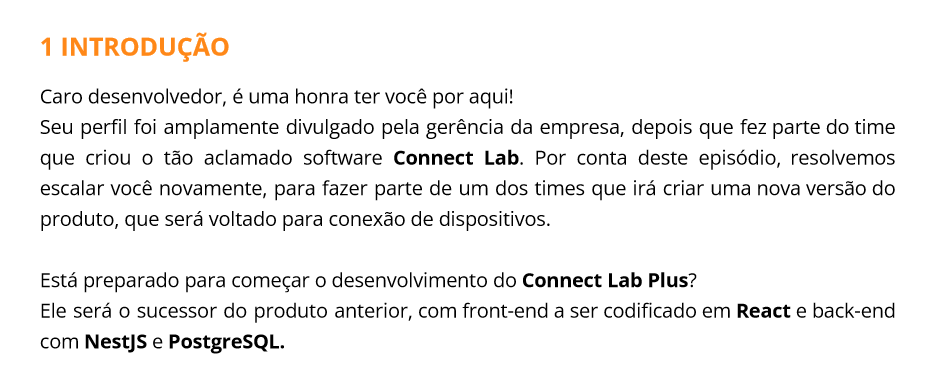 1 INTRODUÇÃO
Caro desenvolvedor, é uma honra ter você por aqui!
Seu perfil foi amplamente divulgado pela gerência da empresa, depois que fez parte do time
que criou o tão aclamado software Connect Lab. Por conta deste episódio, resolvemos
escalar você novamente, para fazer parte de um dos times que irá criar uma nova versão do
produto, que será voltado para conexão de dispositivos.
Está preparado para começar o desenvolvimento do Connect Lab Plus?
Ele será o sucessor do produto anterior, com front-end a ser codificado em React e back-end
com NestJS e PostgreSQL.